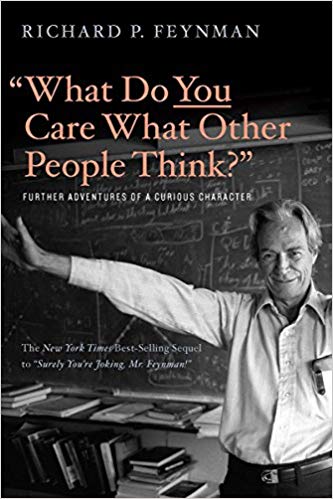 RICHARD P. FEYNMAN
“What Do You
Care What Other
People Think?”
FURTHER ADVENTURES OF A CURIOUS CHARACTER
The New York Times Best-Selling Sequel
to “Surely You're Joking, Mr. Feynman!”